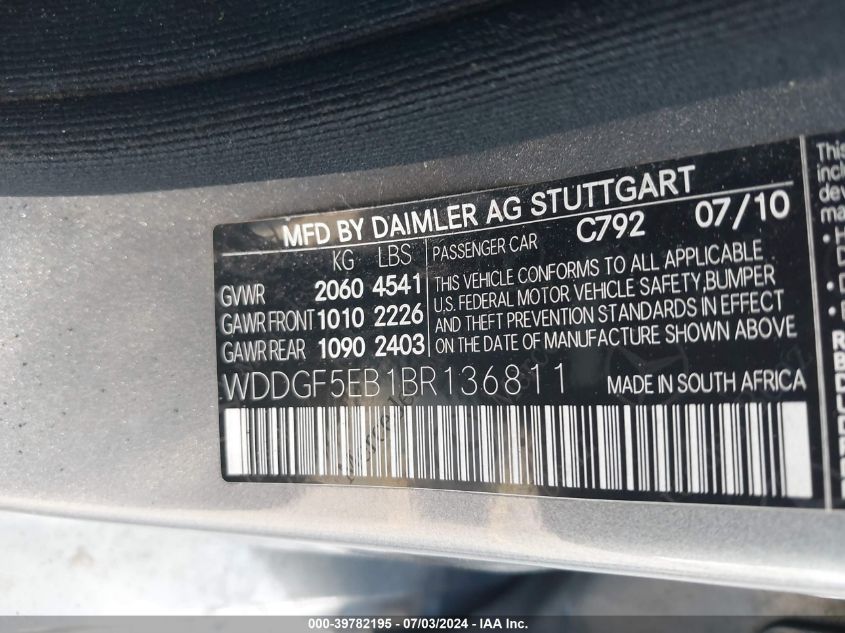 MFD BY DAIMLER AG STUTTGART
KG LBS
GVWR 2060 4541
GAWR FRONT 1010 2226
GAWR REAR 1090 2403
PASSENGER CAR C792 07/10
THIS VEHICLE CONFORMS TO ALL APPLICABLE
U.S. FEDERAL MOTOR VEHICLE SAFETY, BUMPER
AND THEFT PREVENTION STANDARDS IN EFFECT
ON THE DATE OF MANUFACTURE SHOWN ABOVE
WDDGF5EB1BR136811 MADE IN SOUTH AFRICA
This
000-39782195 - 07/03/2024 - IAA Inc.